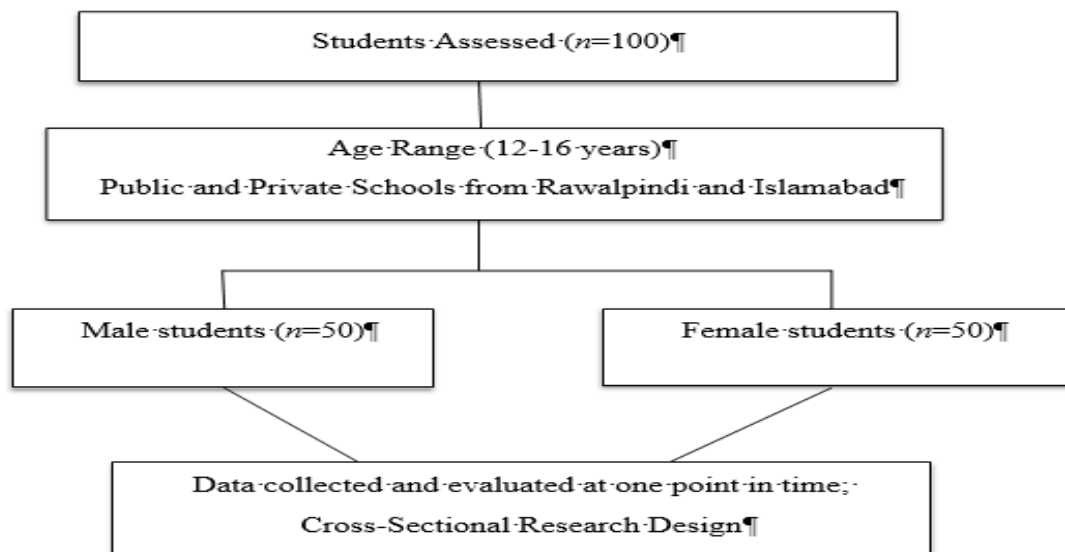 Students·Assessed·(n=100)¶
Age·Range·(12-16·years)¶
Public·and·Private·Schools·from·Rawalpindi·and·Islamabad¶
Male·students·(n=50)¶
Female·students·(n=50)¶
Data·collected·and·evaluated·at·one·point·in·time;·
Cross-Sectional·Research·Design¶